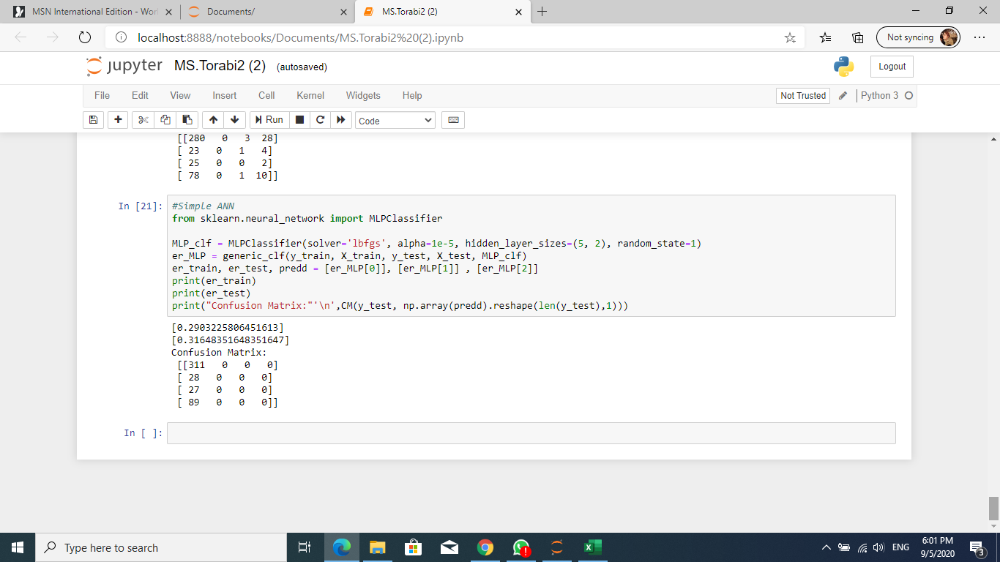 MSN International Edition - Wor
Documents/
MS.Torabi2 (2)
localhost:8888/notebooks/Documents/MS.Torabi2%20(2).ipynb
Not syncing
jupyter MS.Torabi2 (2) (autosaved)
Logout
File Edit View Insert Cell Kernel Widgets Help
Not Trusted
Python 3
Run
Code
[[280 0 3 28]
[ 23 0 1 4]
[ 25 0 0 2]
[ 78 0 1 10]]
In [21]:
#Simple ANN
from sklearn.neural_network import MLPClassifier
MLP_clf = MLPClassifier(solver='lbfgs', alpha=1e-5, hidden_layer_sizes=(5, 2), random_state=1)
er_MLP = generic_clf(y_train, X_train, y_test, X_test, MLP_clf)
er_train, er_test, predd = [er_MLP[0]], [er_MLP[1]] , [er_MLP[2]]
print(er_train)
print(er_test)
print("Confusion Matrix:"'\n',CM(y_test, np.array(predd).reshape(len(y_test),1)))
[0.2903225806451613]
[0.31648351648351647]
Confusion Matrix:
[[311 0 0 0]
[ 28 0 0 0]
[ 27 0 0 0]
[ 89 0 0 0]]
In [ ]:
Type here to search
ENG
6:01 PM
9/5/2020
3